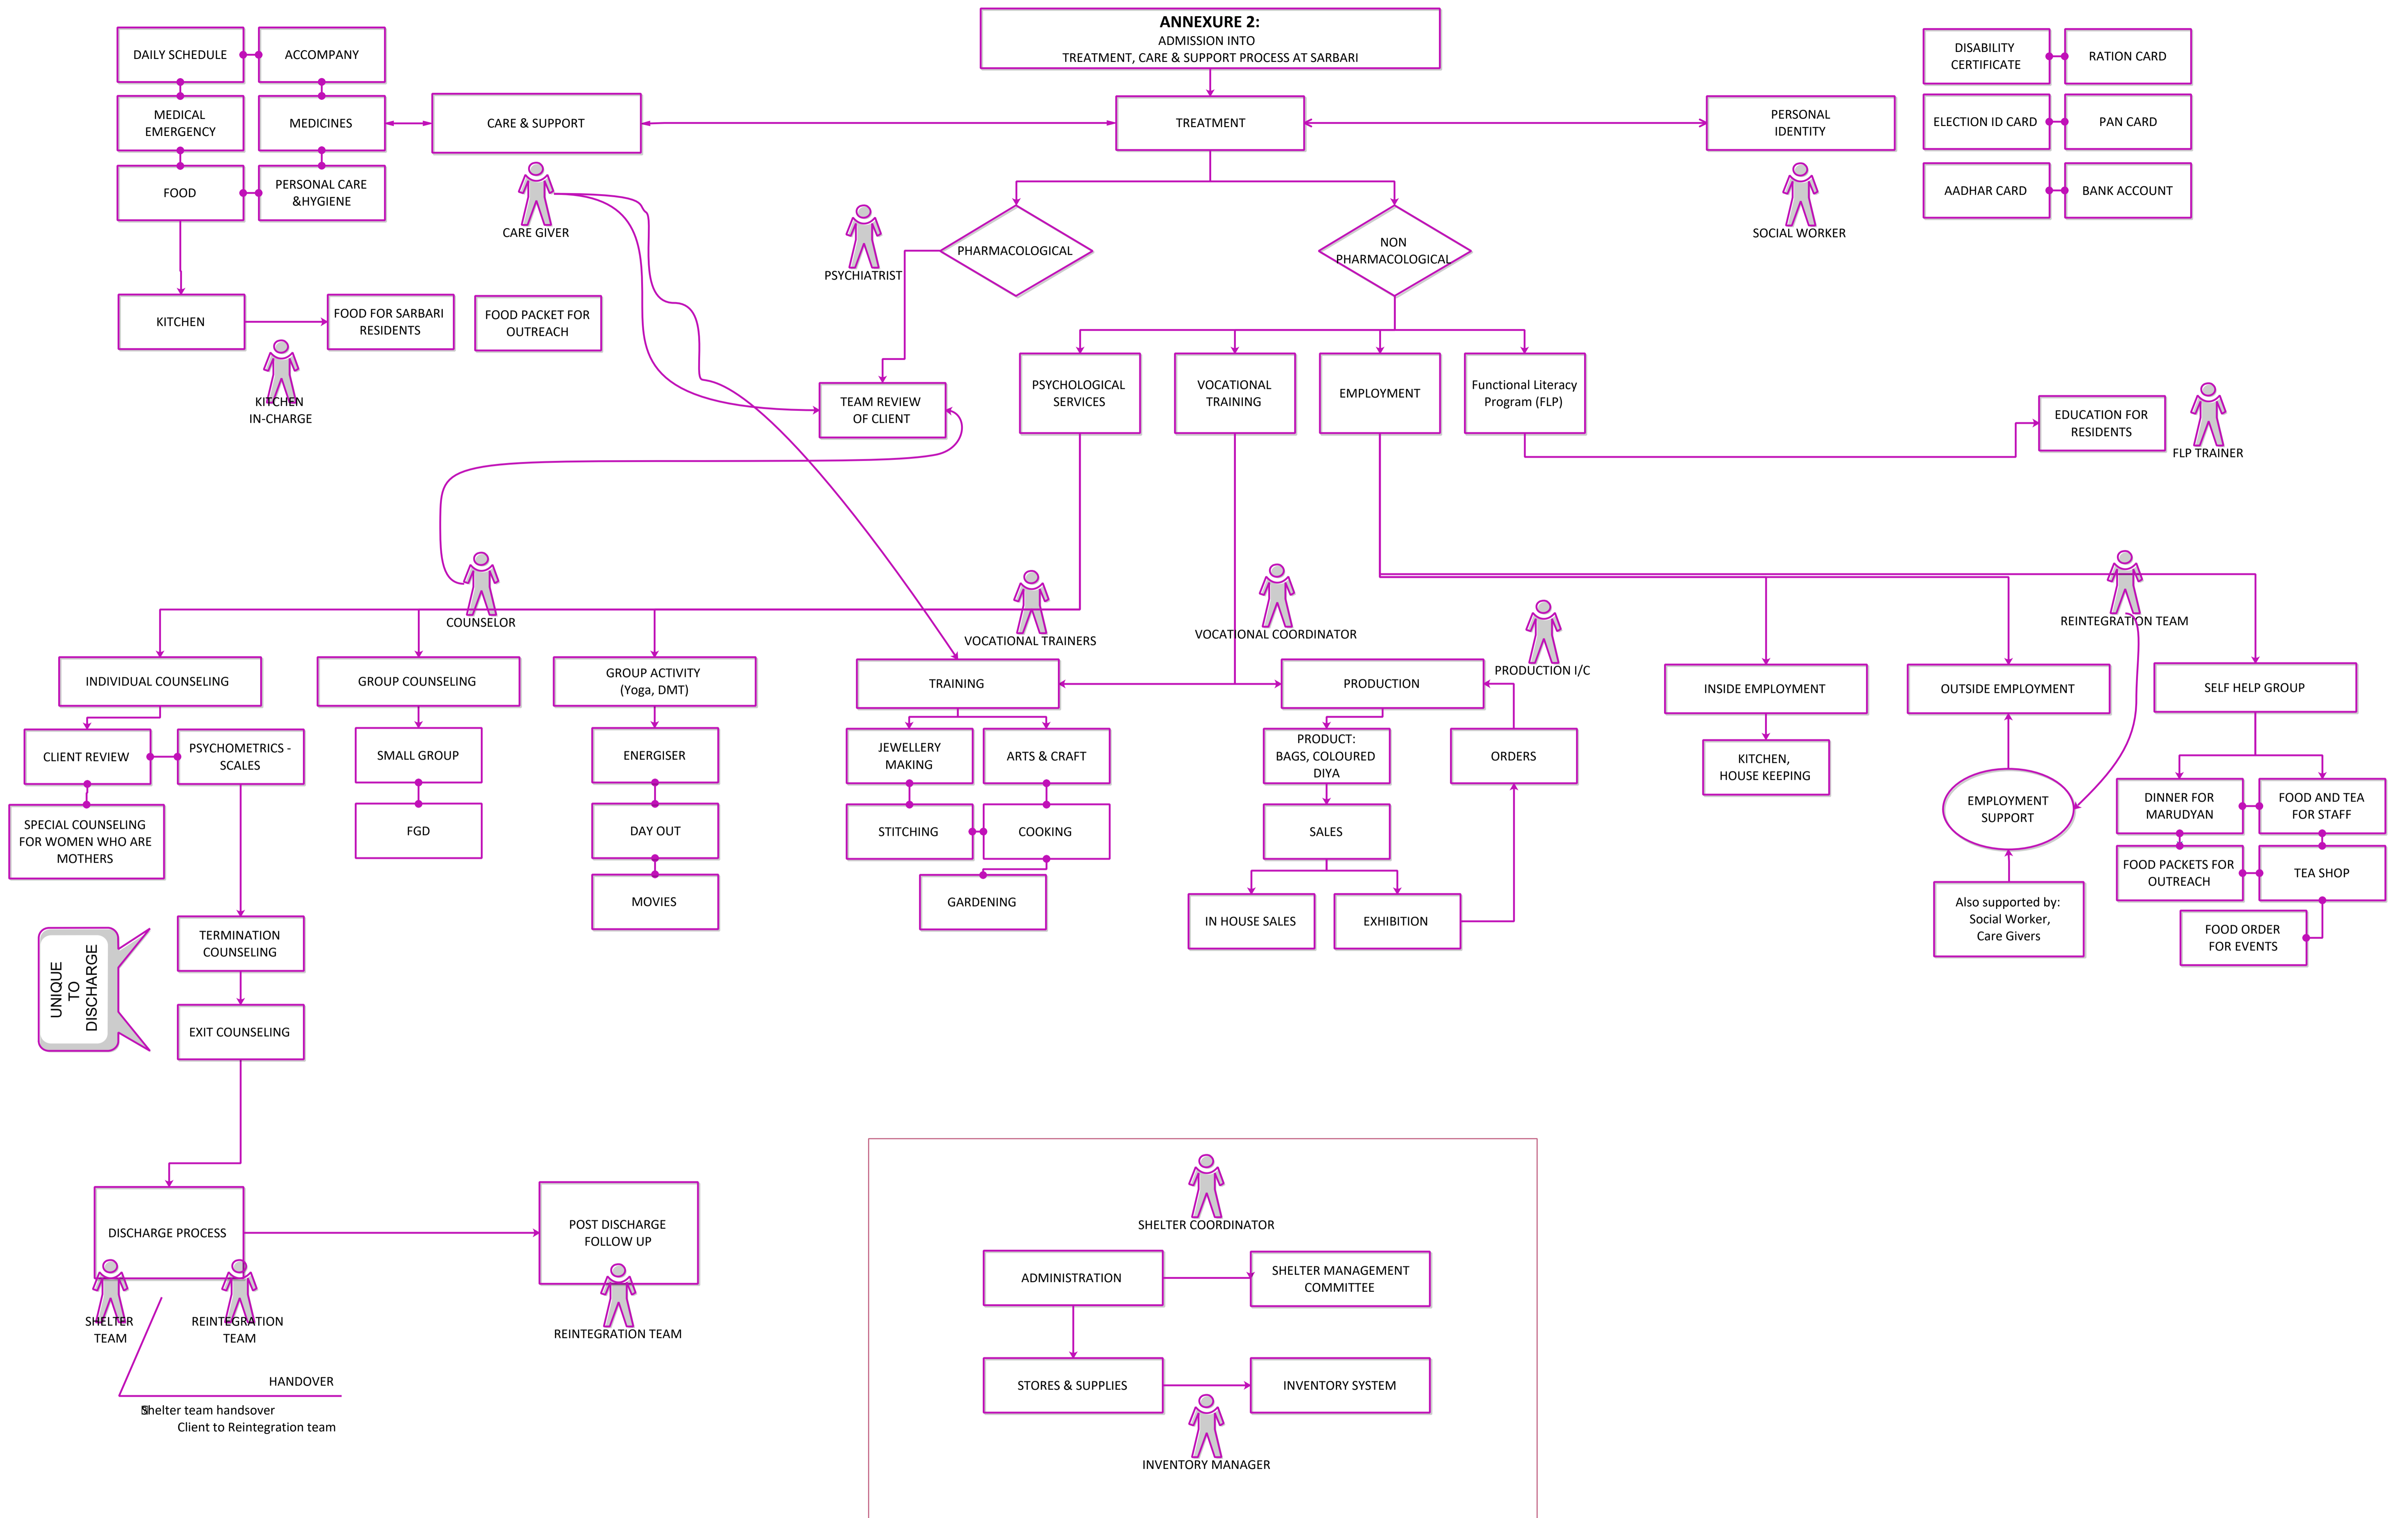 ANNEXURE 2:
ADMISSION INTO
TREATMENT, CARE & SUPPORT PROCESS AT SARBARI
DAILY SCHEDULE
ACCOMPANY
MEDICAL
EMERGENCY
MEDICINES
FOOD
PERSONAL CARE
&HYGIENE
CARE & SUPPORT
TREATMENT
PERSONAL
IDENTITY
DISABILITY
CERTIFICATE
RATION CARD
ELECTION ID CARD
PAN CARD
AADHAR CARD
BANK ACCOUNT
CARE GIVER
PSYCHIATRIST
PHARMACOLOGICAL
NON
PHARMACOLOGICAL
SOCIAL WORKER
KITCHEN
FOOD FOR SARBARI
RESIDENTS
FOOD PACKET FOR
OUTREACH
KITCHEN
IN-CHARGE
TEAM REVIEW
OF CLIENT
PSYCHOLOGICAL
SERVICES
VOCATIONAL
TRAINING
EMPLOYMENT
Functional Literacy
Program (FLP)
EDUCATION FOR
RESIDENTS
FLP TRAINER
COUNSELOR
VOCATIONAL TRAINERS
VOCATIONAL COORDINATOR
PRODUCTION I/C
REINTEGRATION TEAM
INDIVIDUAL COUNSELING
GROUP COUNSELING
GROUP ACTIVITY
(Yoga, DMT)
TRAINING
PRODUCTION
INSIDE EMPLOYMENT
OUTSIDE EMPLOYMENT
SELF HELP GROUP
CLIENT REVIEW
PSYCHOMETRICS -
SCALES
SMALL GROUP
ENERGISER
JEWELLERY
MAKING
ARTS & CRAFT
PRODUCT:
BAGS, COLOURED
DIYA
ORDERS
KITCHEN,
HOUSE KEEPING
EMPLOYMENT
SUPPORT
DINNER FOR
MARUDYAN
FOOD AND TEA
FOR STAFF
SPECIAL COUNSELING
FOR WOMEN WHO ARE
MOTHERS
FGD
DAY OUT
STITCHING
COOKING
SALES
FOOD PACKETS FOR
OUTREACH
TEA SHOP
MOVIES
GARDENING
IN HOUSE SALES
EXHIBITION
Also supported by:
Social Worker,
Care Givers
FOOD ORDER
FOR EVENTS
UNIQUE
TO
DISCHARGE
TERMINATION
COUNSELING
EXIT COUNSELING
DISCHARGE PROCESS
POST DISCHARGE
FOLLOW UP
SHELTER
TEAM
REINTEGRATION
TEAM
REINTEGRATION TEAM
HANDOVER
Shelter team handsover
Client to Reintegration team
SHELTER COORDINATOR
ADMINISTRATION
SHELTER MANAGEMENT
COMMITTEE
STORES & SUPPLIES
INVENTORY SYSTEM
INVENTORY MANAGER